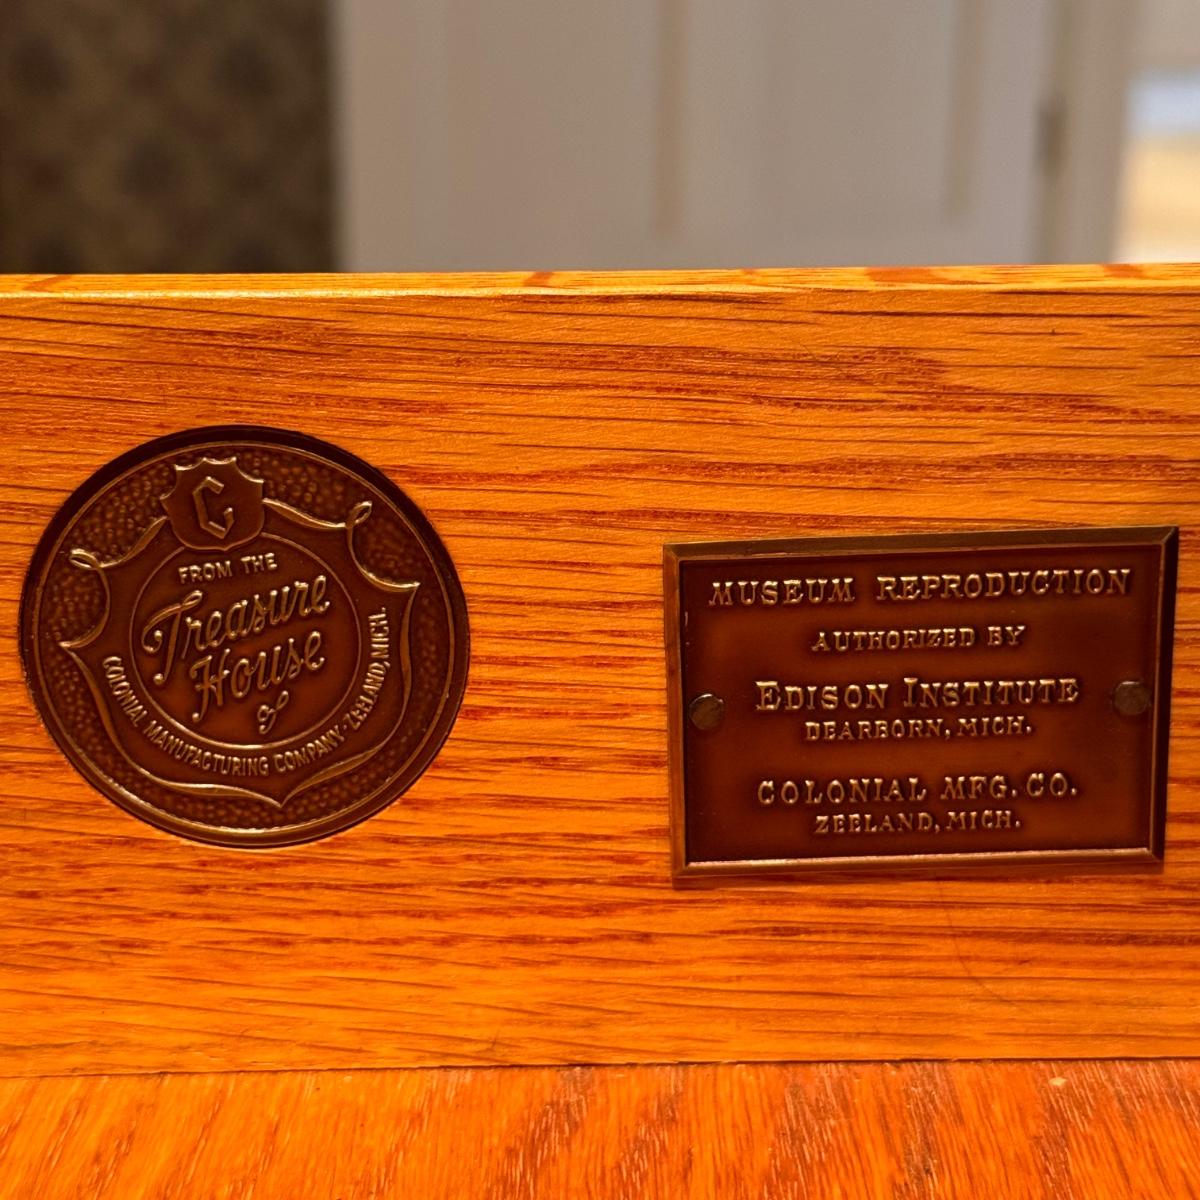 C
FROM THE
Treasure
House
COLONIAL MANUFACTURING COMPANY · ZEELAND, MICH.
MUSEUM REPRODUCTION
AUTHORIZED BY
EDISON INSTITUTE
DEARBORN, MICH.
COLONIAL MFG. CO.
ZEELAND, MICH.